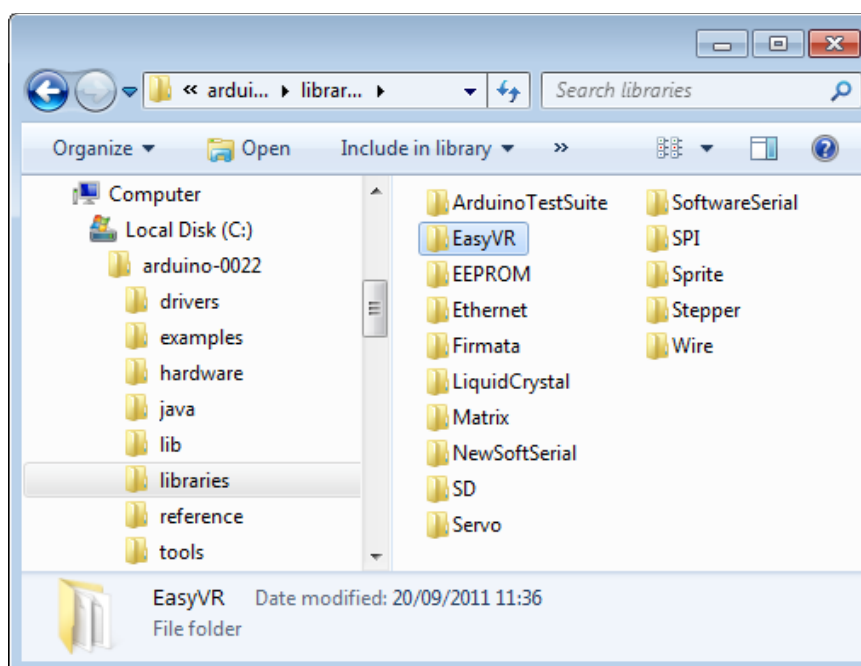 « ardui... librar... Search libraries
Organize Open Include in library »
Computer
Local Disk (C:)
arduino-0022
drivers
examples
hardware
java
lib
libraries
reference
tools
ArduinoTestSuite
EasyVR
EEPROM
Ethernet
Firmata
LiquidCrystal
Matrix
NewSoftSerial
SD
Servo
SoftwareSerial
SPI
Sprite
Stepper
Wire
EasyVR Date modified: 20/09/2011 11:36
File folder